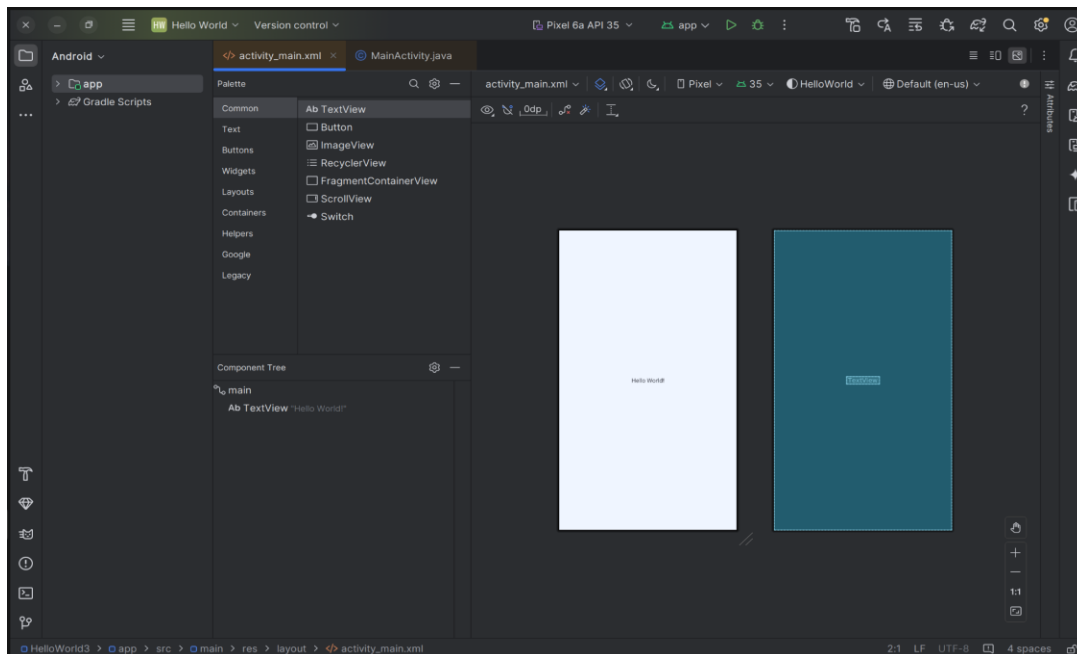 HW Hello World Version control Pixel 6a API 35 app
Android activity_main.xml MainActivity.java
app
Gradle Scripts
Palette
Common
Text
Buttons
Widgets
Layouts
Containers
Helpers
Google
Legacy
Ab TextView
Button
ImageView
RecyclerView
FragmentContainerView
ScrollView
Switch
activity_main.xml Pixel 35 HelloWorld Default (en-us)
0dp
?
Attributes
Hello World!
TextView
Component Tree
main
Ab TextView "Hello World!"
1:1
HelloWorld3 > app > src > main > res > layout > activity_main.xml 2:1 LF UTF-8 4 spaces